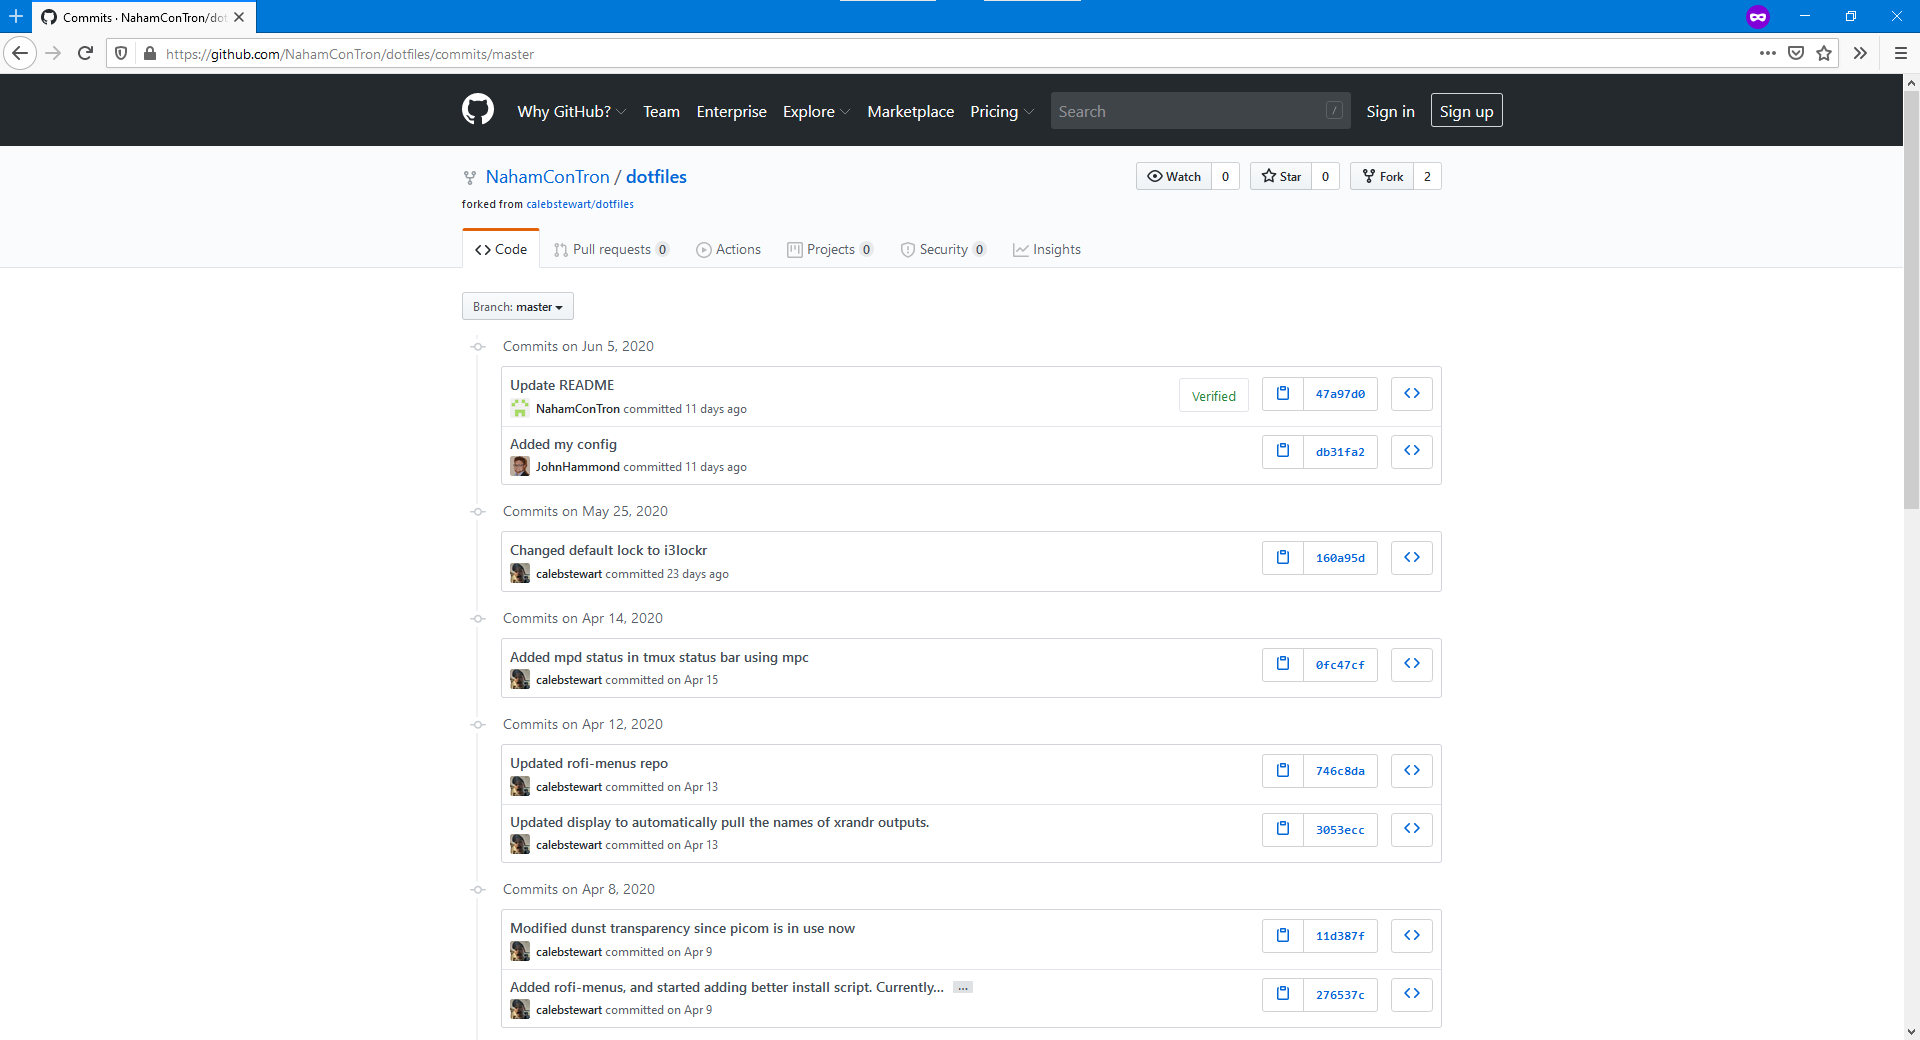 Commits · NahamConTron/dot
https://github.com/NahamConTron/dotfiles/commits/master
Why GitHub? Team Enterprise Explore Marketplace Pricing Search / Sign in Sign up
NahamConTron / dotfiles
Watch 0 Star 0 Fork 2
forked from calebstewart/dotfiles
Code Pull requests 0 Actions Projects 0 Security 0 Insights
Branch: master
Commits on Jun 5, 2020
Update README
NahamConTron committed 11 days ago
Verified 47a97d0
Added my config
JohnHammond committed 11 days ago
db31fa2
Commits on May 25, 2020
Changed default lock to i3lockr
calebstewart committed 23 days ago
160a95d
Commits on Apr 14, 2020
Added mpd status in tmux status bar using mpc
calebstewart committed on Apr 15
0fc47cf
Commits on Apr 12, 2020
Updated rofi-menus repo
calebstewart committed on Apr 13
746c8da
Updated display to automatically pull the names of xrandr outputs.
calebstewart committed on Apr 13
3053ecc
Commits on Apr 8, 2020
Modified dunst transparency since picom is in use now
calebstewart committed on Apr 9
11d387f
Added rofi-menus, and started adding better install script. Currently... ...
calebstewart committed on Apr 9
276537c